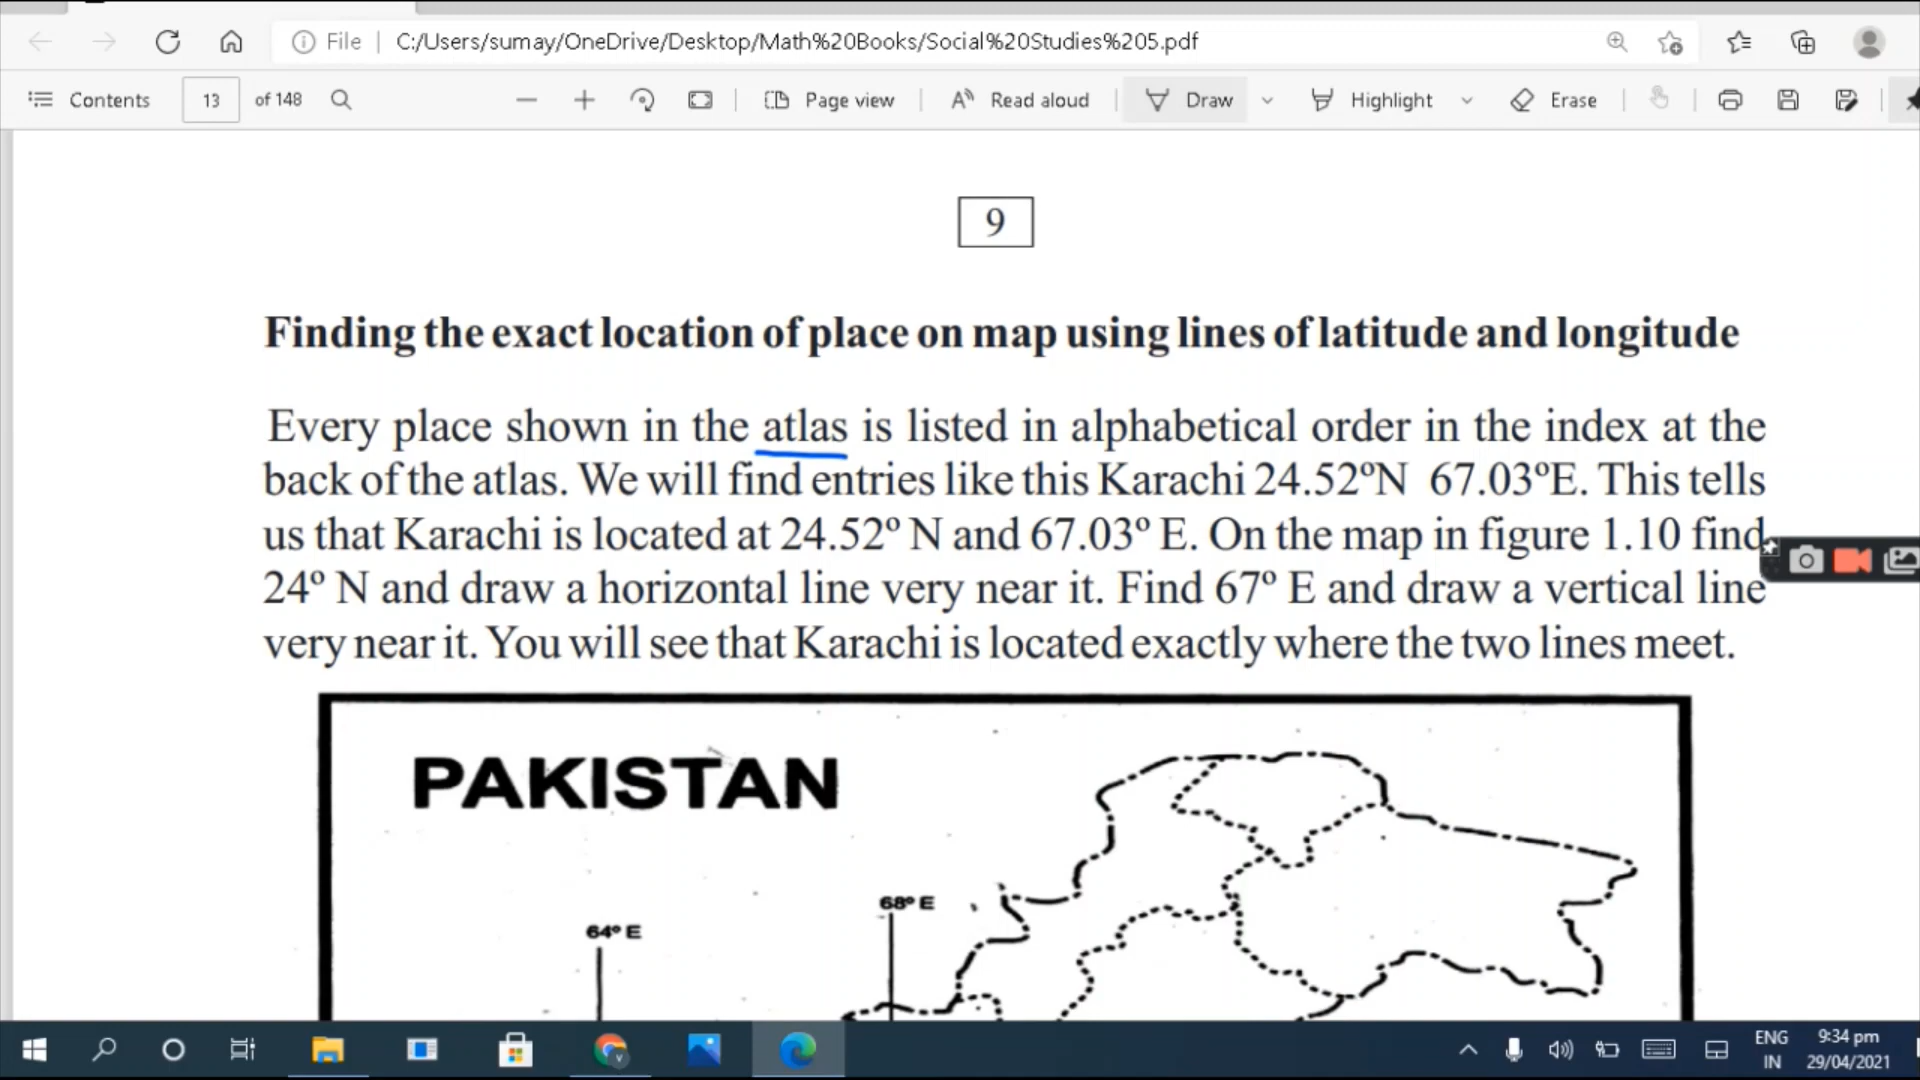 File | C:/Users/sumay/OneDrive/Desktop/Math%20Books/Social%20Studies%205.pdf
Contents 13 of 148 Page view Read aloud Draw Highlight Erase
9
Finding the exact location of place on map using lines of latitude and longitude
Every place shown in the atlas is listed in alphabetical order in the index at the
back of the atlas. We will find entries like this Karachi 24.52ºN 67.03ºE. This tells
us that Karachi is located at 24.52º N and 67.03º E. On the map in figure 1.10 find
24º N and draw a horizontal line very near it. Find 67º E and draw a vertical line
very near it. You will see that Karachi is located exactly where the two lines meet.
PAKISTAN
68º E
64º E
ENG 9:34 pm
IN 29/04/2021